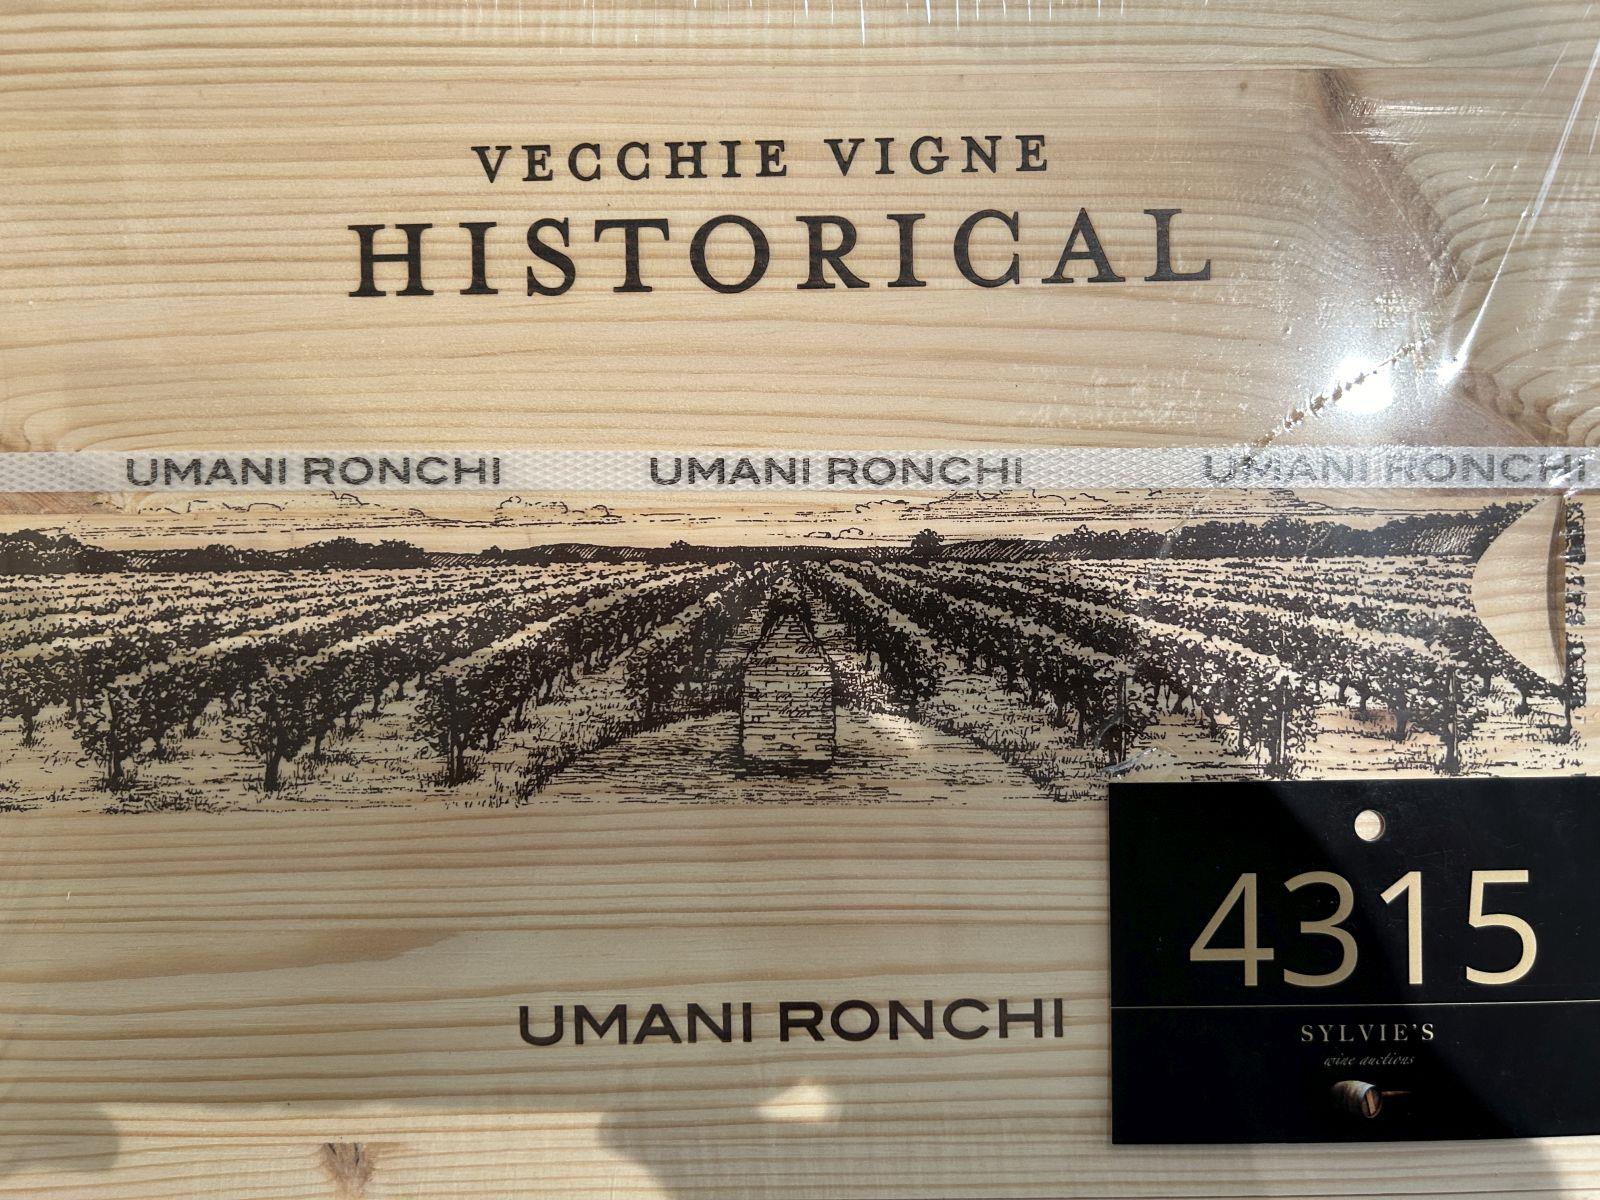 VECCHIE VIGNE
HISTORICAL
UMANI RONCHI UMANI RONCHI UMANI RONCHI
UMANI RONCHI
4315
SYLVIE'S
wine auctions